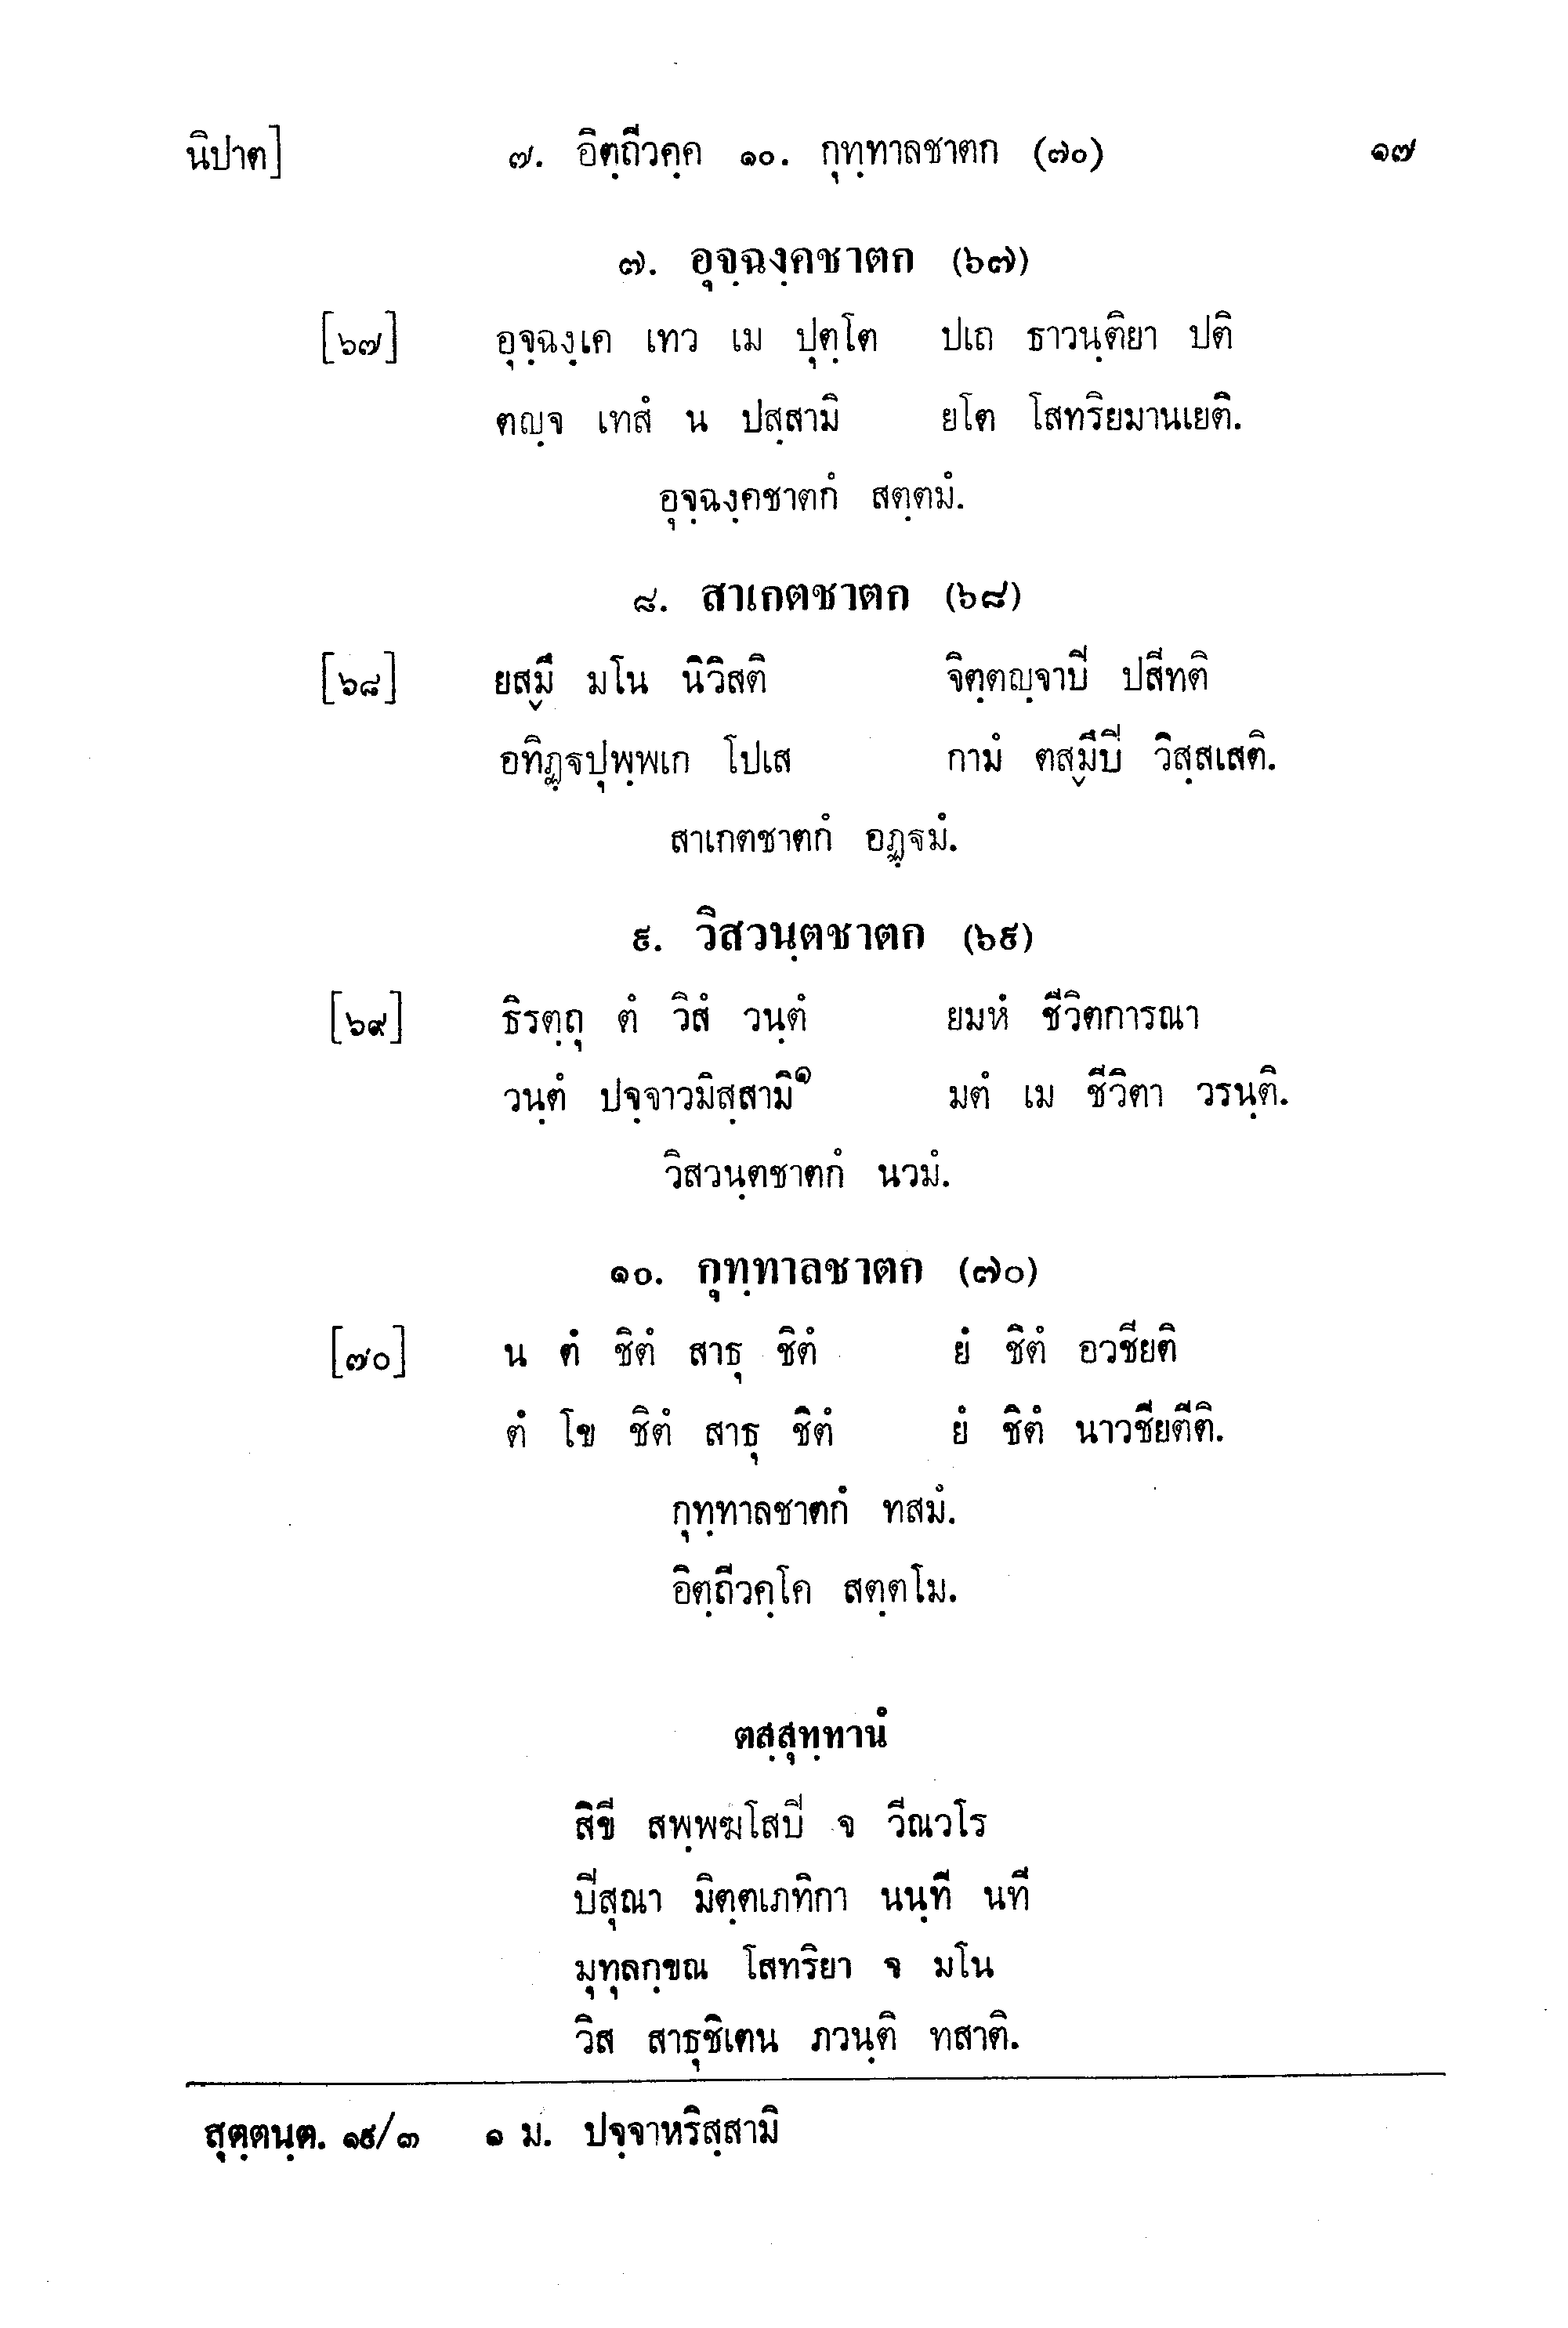 นิปาต] ๗. อิตฺถีวคฺค ๑๐. กุทฺทาลชาตก (๗๐) ๑๗
๗. อุจฺฉงฺคชาตก (๖๗)
[๖๗] อุจฺฉงฺเค เทว เม ปุตฺโต ปเถ ธาวนฺติยา ปติ
ตญฺจ เทสํ น ปสฺสามิ ยโต โสทริยมานเยติ.
อุจฺฉงฺคชาตกํ สตฺตมํ.
๘. สาเกตชาตก (๖๘)
[๖๘] ยสฺมึ มโน นิวิสติ จิตฺตญฺจาปิ ปสีทติ
อทิฏฺฐปุพฺพเก โปเส กามํ ตสฺมึปิ วิสฺสเสติ.
สาเกตชาตกํ อฏฺฐมํ.
๙. วิสวนฺตชาตก (๖๙)
[๖๙] ธิรตฺถุ ตํ วิสํ วนฺตํ ยมหํ ชีวิตการณา
วนฺตํ ปจฺจาวมิสฺสามิ๑ มตํ เม ชีวิตา วรนฺติ.
วิสวนฺตชาตกํ นวมํ.
๑๐. กุทฺทาลชาตก (๗๐)
[๗๐] น ตํ ชิตํ สาธุ ชิตํ ยํ ชิตํ อวชียติ
ตํ โข ชิตํ สาธุ ชิตํ ยํ ชิตํ นาวชียตีติ.
กุทฺทาลชาตกํ ทสมํ.
อิตฺถีวคฺโค สตฺตโม.
ตสฺสุทฺทานํ
สิขี สพฺพฆโสปิ จ วีณวโร
ปิสุณา มิตฺตเภทิกา นนฺที นที
มุทุลกฺขณ โสทริยา จ มโน
วิส สาธุชิเตน ภวนฺติ ทสาติ.
สุตฺตนฺต. ๑๙/๓ ๑ ม. ปจฺจาหริสฺสามิ